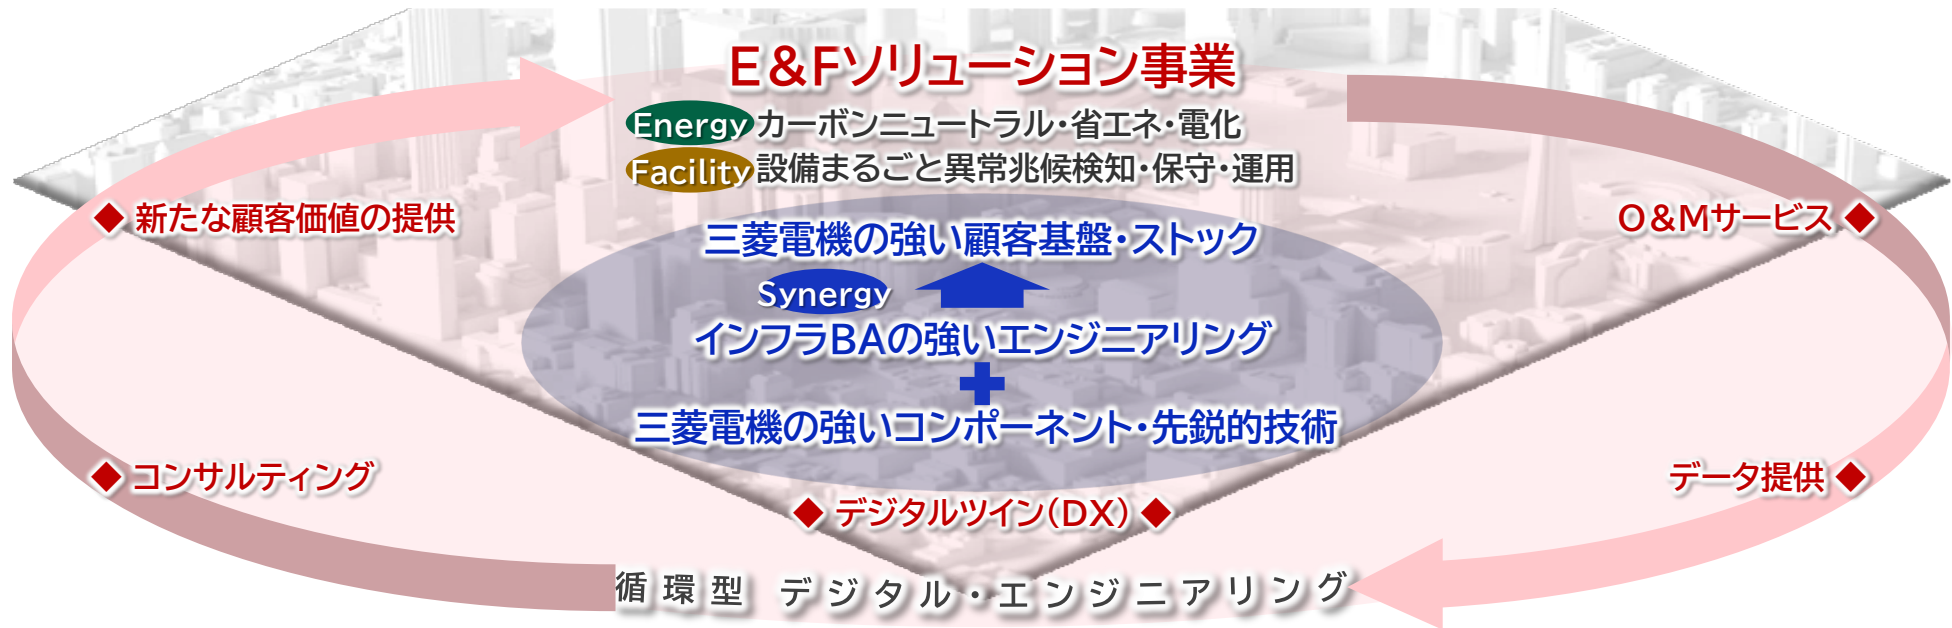 E&Fソリューション事業
Energy カーボンニュートラル・省エネ・電化
Facility 設備まるごと異常兆候検知・保守・運用
◆ 新たな顧客価値の提供
O&Mサービス ◆
三菱電機の強い顧客基盤・ストック
Synergy
インフラBAの強いエンジニアリング
三菱電機の強いコンポーネント・先鋭的技術
◆ コンサルティング
データ提供 ◆
◆ デジタルツイン(DX) ◆
循環型 デジタル・エンジニアリング